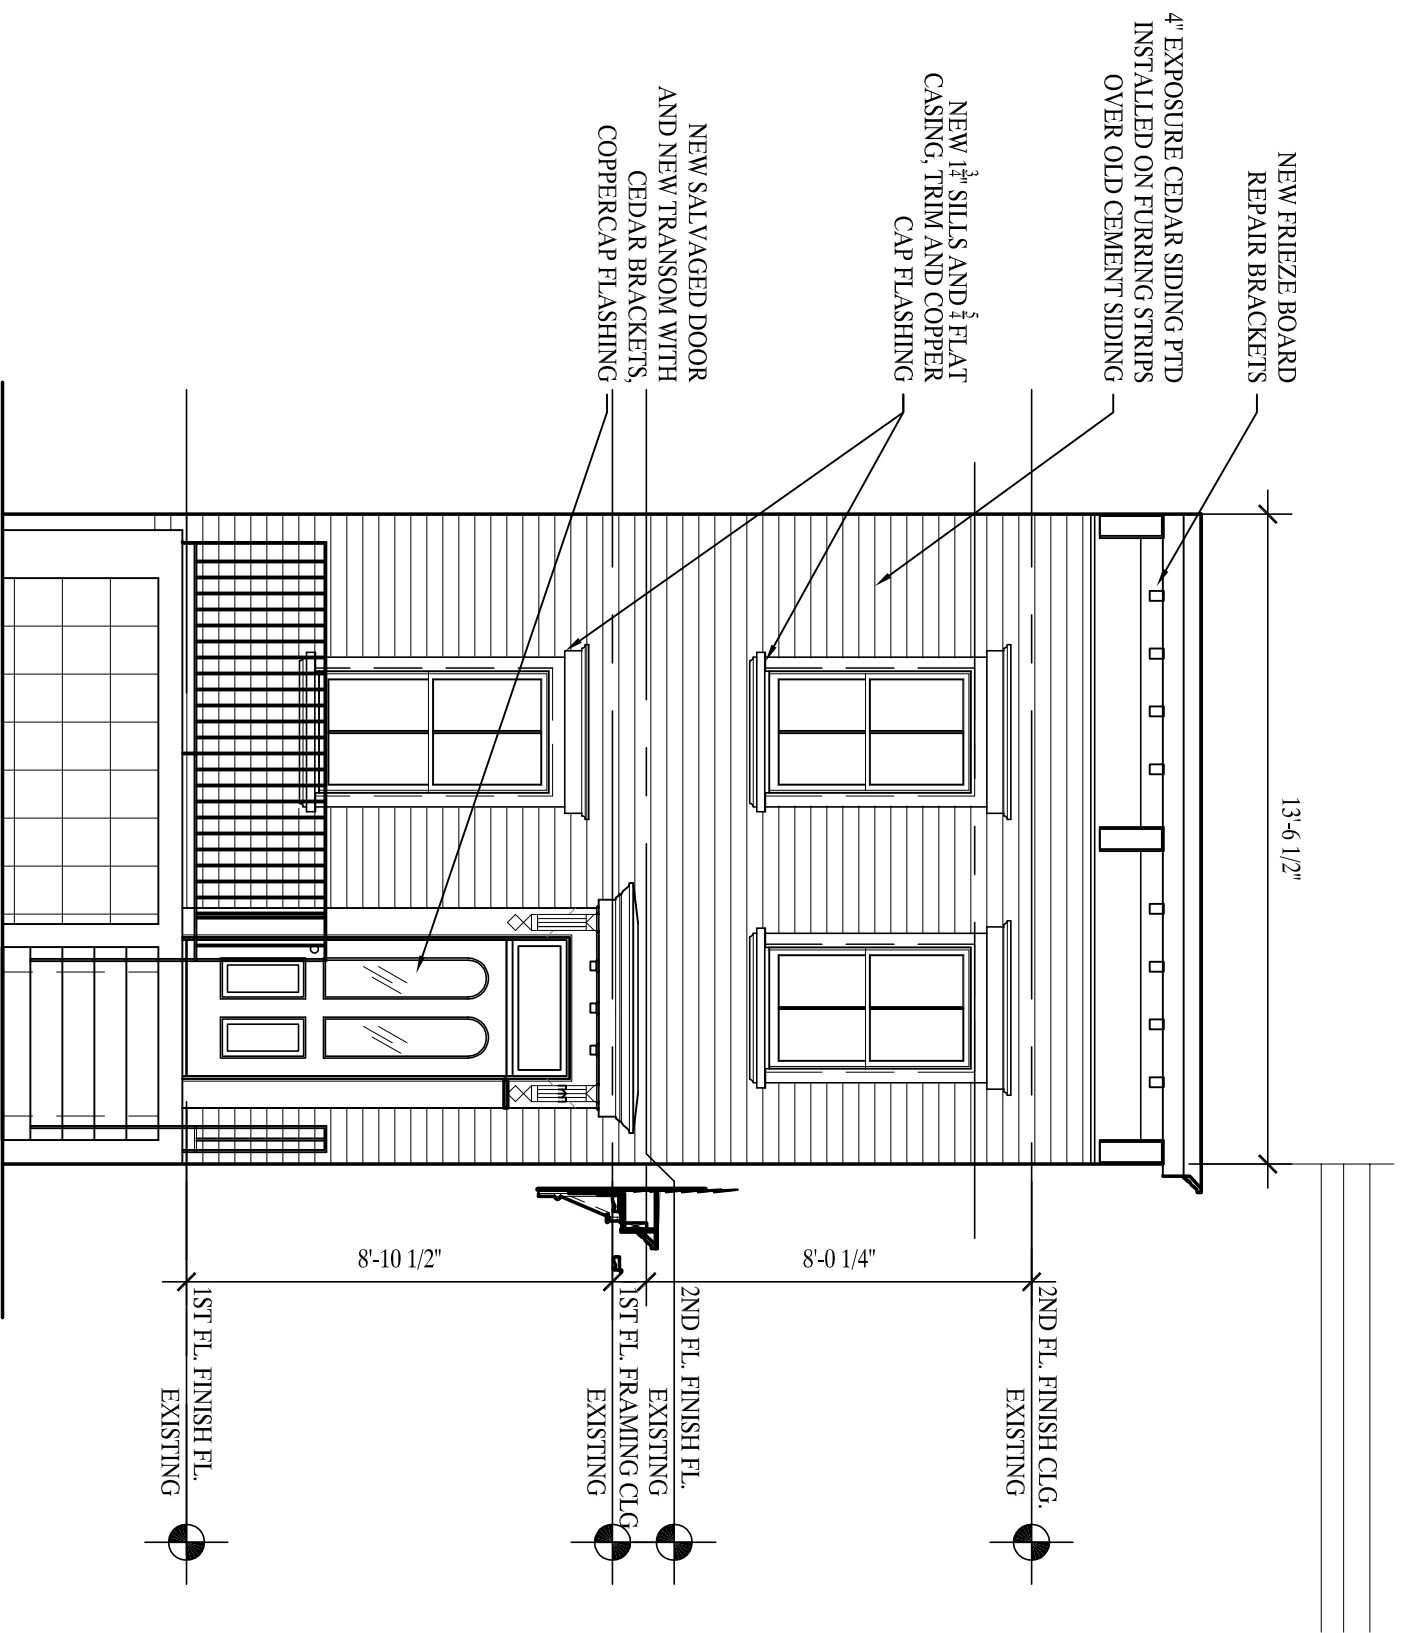 NEW FRIEZE BOARD
REPAIR BRACKETS
4" EXPOSURE CEDAR SIDING PTD
INSTALLED ON FURRING STRIPS
OVER OLD CEMENT SIDING
NEW 1 3/4" SILLS AND 5/4 FLAT
CASING, TRIM AND COPPER
CAP FLASHING
NEW SALVAGED DOOR
AND NEW TRANSOM WITH
CEDAR BRACKETS,
COPPERCAP FLASHING
13'-6 1/2"
8'-0 1/4"
8'-10 1/2"
2ND FL. FINISH CLG.
EXISTING
2ND FL. FINISH FL.
EXISTING
1ST FL. FRAMING CLG
EXISTING
1ST FL. FINISH FL.
EXISTING